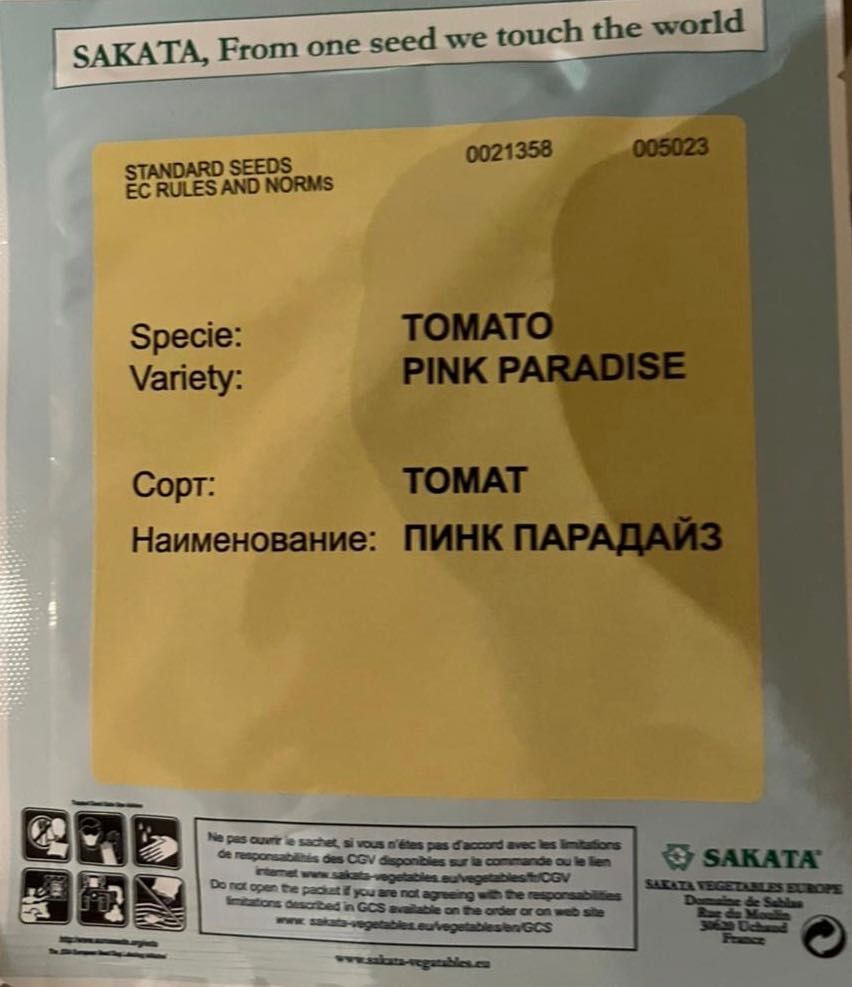 SAKATA, From one seed we touch the world
STANDARD SEEDS
EC RULES AND NORMs
0021358
005023
Specie: TOMATO
Variety: PINK PARADISE
Сорт: ТОМАТ
Наименование: ПИНК ПАРАДАЙЗ
Ne pas ouvrir le sachet, si vous n'êtes pas d'accord avec les limitations
de responsabilités des CGV disponibles sur la commande ou le lien
internet www.sakata-vegetables.eu/vegetables/fr/CGV
Do not open the packet if you are not agreeing with the responsabilities
limitations described in GCS available on the order or on web site
www. sakata-vegetables.eu/vegetables/en/GCS
SAKATA
SAKATA VEGETABLES EUROPE
Domaine de Sablas
Rue du Moulin
30620 Uchaud
France
www.sakata-vegetables.eu